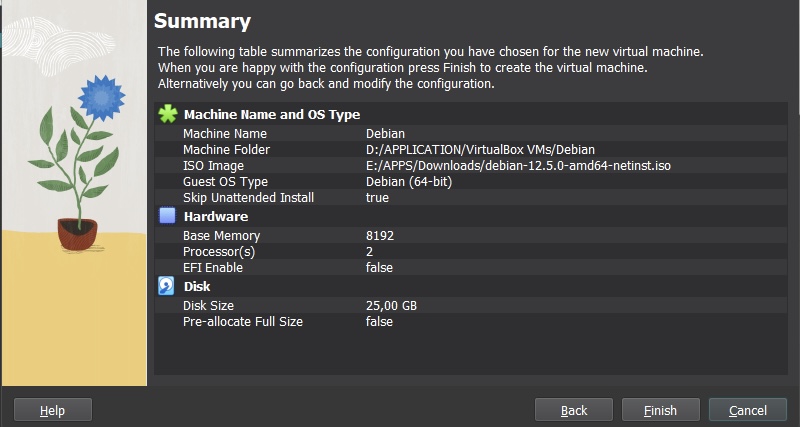 Summary
The following table summarizes the configuration you have chosen for the new virtual machine.
When you are happy with the configuration press Finish to create the virtual machine.
Alternatively you can go back and modify the configuration.
Machine Name and OS Type
Machine Name Debian
Machine Folder D:/APPLICATION/VirtualBox VMs/Debian
ISO Image E:/APPS/Downloads/debian-12.5.0-amd64-netinst.iso
Guest OS Type Debian (64-bit)
Skip Unattended Install true
Hardware
Base Memory 8192
Processor(s) 2
EFI Enable false
Disk
Disk Size 25,00 GB
Pre-allocate Full Size false
Help Back Finish Cancel